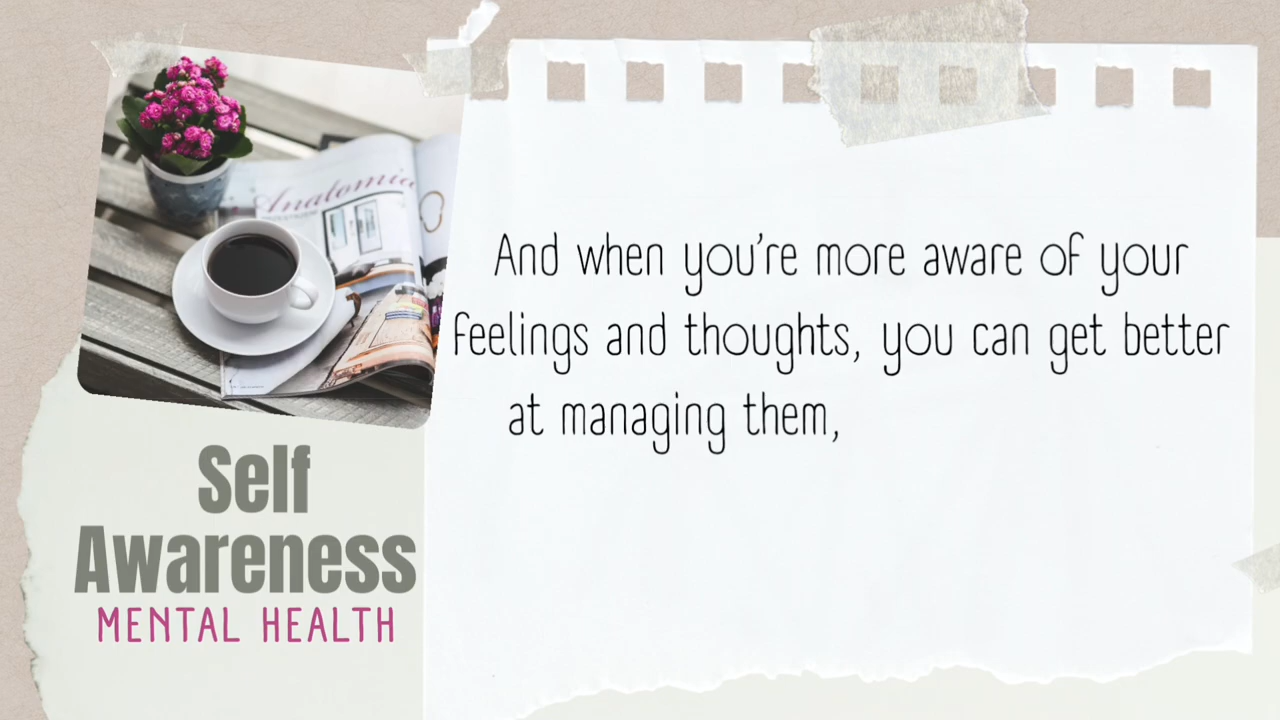 Anatomia
Self
Awareness
MENTAL HEALTH
And when you're more aware of your
feelings and thoughts, you can get better
at managing them,